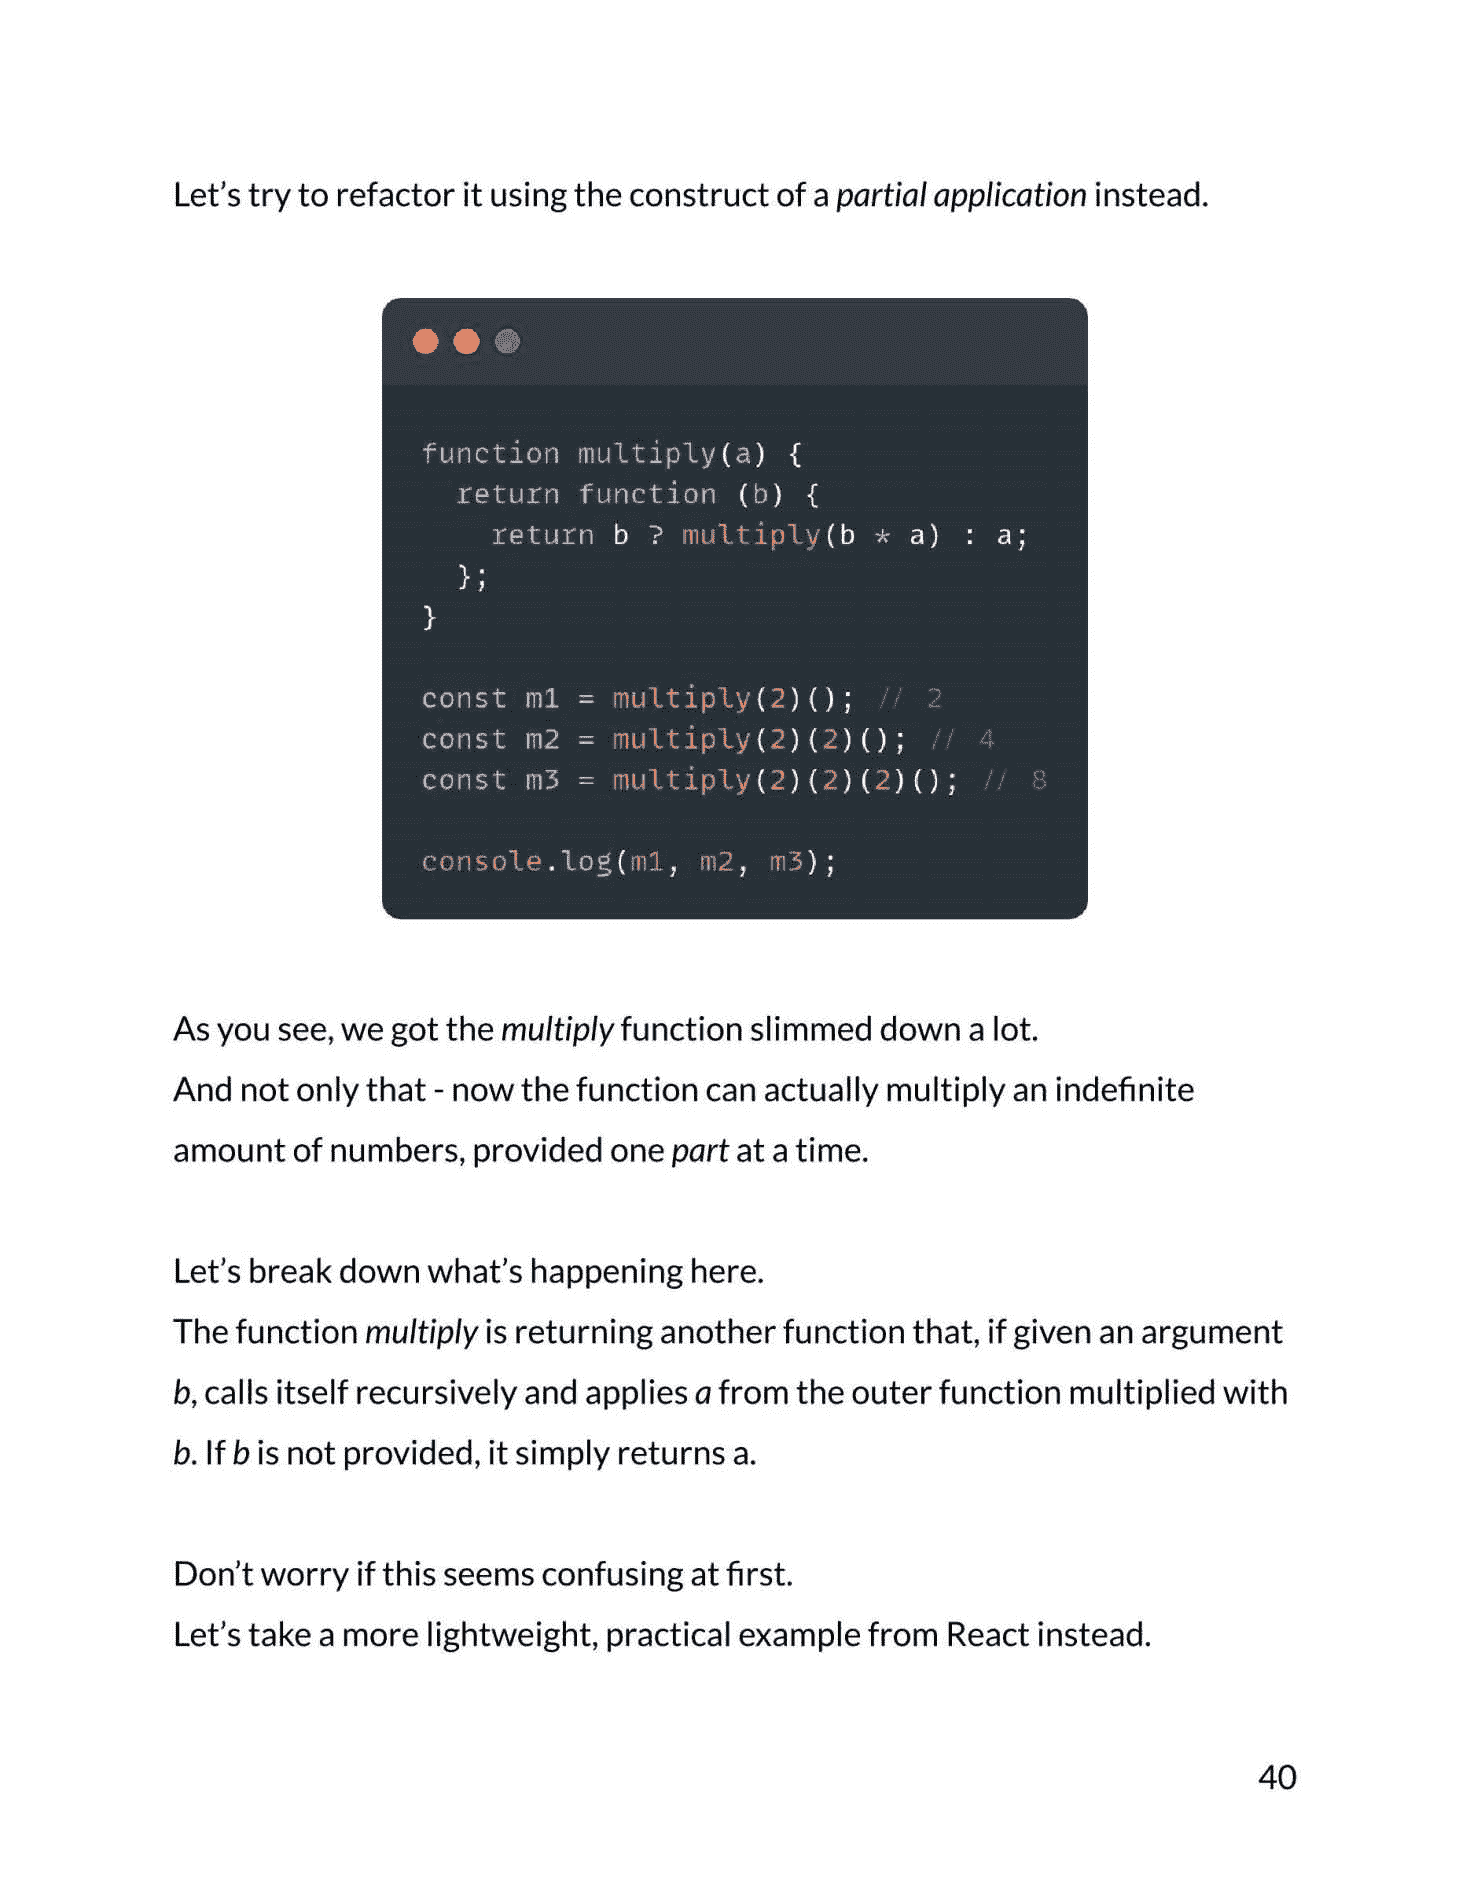 Let’s try to refactor it using the construct of a partial application instead.
function multiply(a) {
return function (b) {
return b ? multiply(b * a) : a;
};
}
const m1 = multiply(2)(); // 2
const m2 = multiply(2)(2)(); // 4
const m3 = multiply(2)(2)(2)(); // 8
console.log(m1, m2, m3);
As you see, we got the multiply function slimmed down a lot.
And not only that - now the function can actually multiply an indefinite
amount of numbers, provided one part at a time.
Let’s break down what’s happening here.
The function multiply is returning another function that, if given an argument
b, calls itself recursively and applies a from the outer function multiplied with
b. If b is not provided, it simply returns a.
Don’t worry if this seems confusing at first.
Let’s take a more lightweight, practical example from React instead.
40